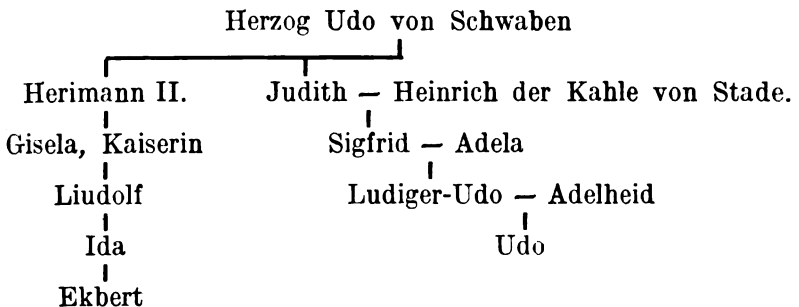 Herzog Udo von Schwaben
Herimann II. Judith — Heinrich der Kahle von Stade.
Gisela, Kaiserin Sigfrid — Adela
Liudolf Ludiger-Udo — Adelheid
Ida Udo
Ekbert